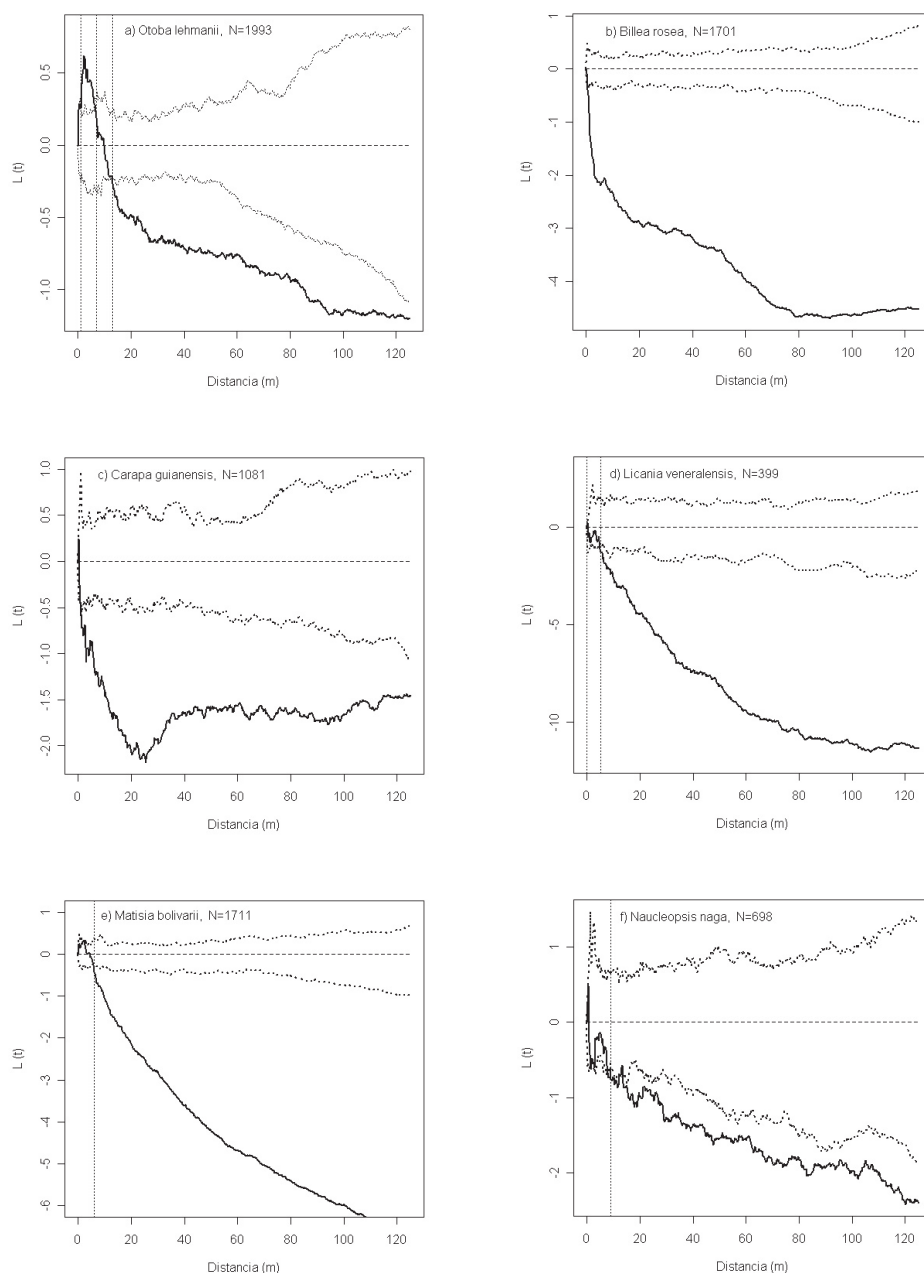 a) Otoba lehmanii, N=1993
L (t)
0.5
0.0
-0.5
-1.0
0 20 40 60 80 100 120
Distancia (m)
b) Billea rosea, N=1701
L (t)
1
0
-1
-2
-3
-4
0 20 40 60 80 100 120
Distancia (m)
c) Carapa guianensis, N=1081
L (t)
1.0
0.5
0.0
-0.5
-1.0
-1.5
-2.0
0 20 40 60 80 100 120
Distancia (m)
d) Licania veneralensis, N=399
L (t)
0
-5
-10
0 20 40 60 80 100 120
Distancia (m)
e) Matisia bolivarii, N=1711
L (t)
1
0
-1
-2
-3
-4
-5
-6
0 20 40 60 80 100 120
Distancia (m)
f) Naucleopsis naga, N=698
L (t)
1
0
-1
-2
0 20 40 60 80 100 120
Distancia (m)